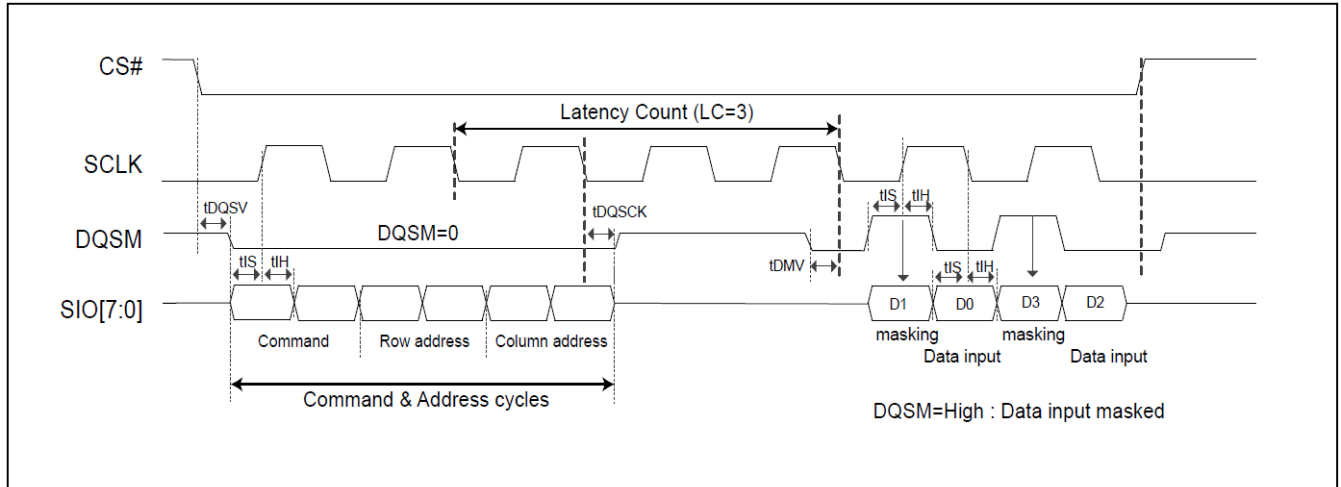 CS#
Latency Count (LC=3)
SCLK
tDQSV
DQSM=0
tDQSCK
tIS
tIH
DQSM
tIS
tIH
tDMV
tIS
tIH
SIO[7:0]
D1
D0
D3
D2
Command
Row address
Column address
masking
masking
Data input
Data input
Command & Address cycles
DQSM=High : Data input masked